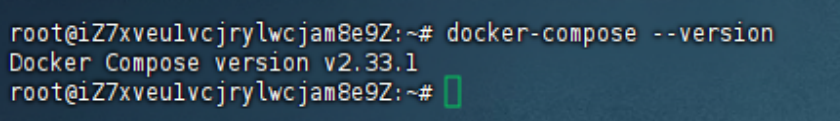 root@iZ7xveulvcjrylwcjam8e9Z:~# docker-compose --version
Docker Compose version v2.33.1
root@iZ7xveulvcjrylwcjam8e9Z:~#